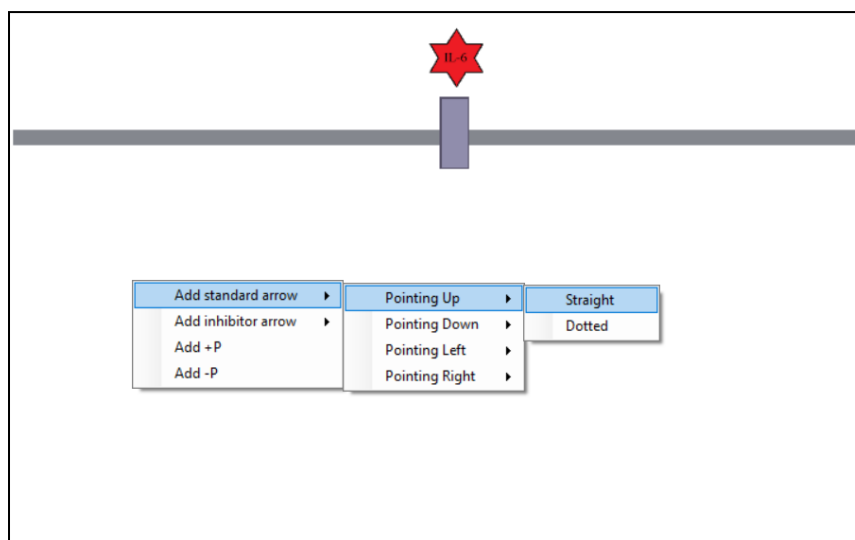 IL-6
Add standard arrow
Add inhibitor arrow
Add +P
Add -P
Pointing Up
Pointing Down
Pointing Left
Pointing Right
Straight
Dotted